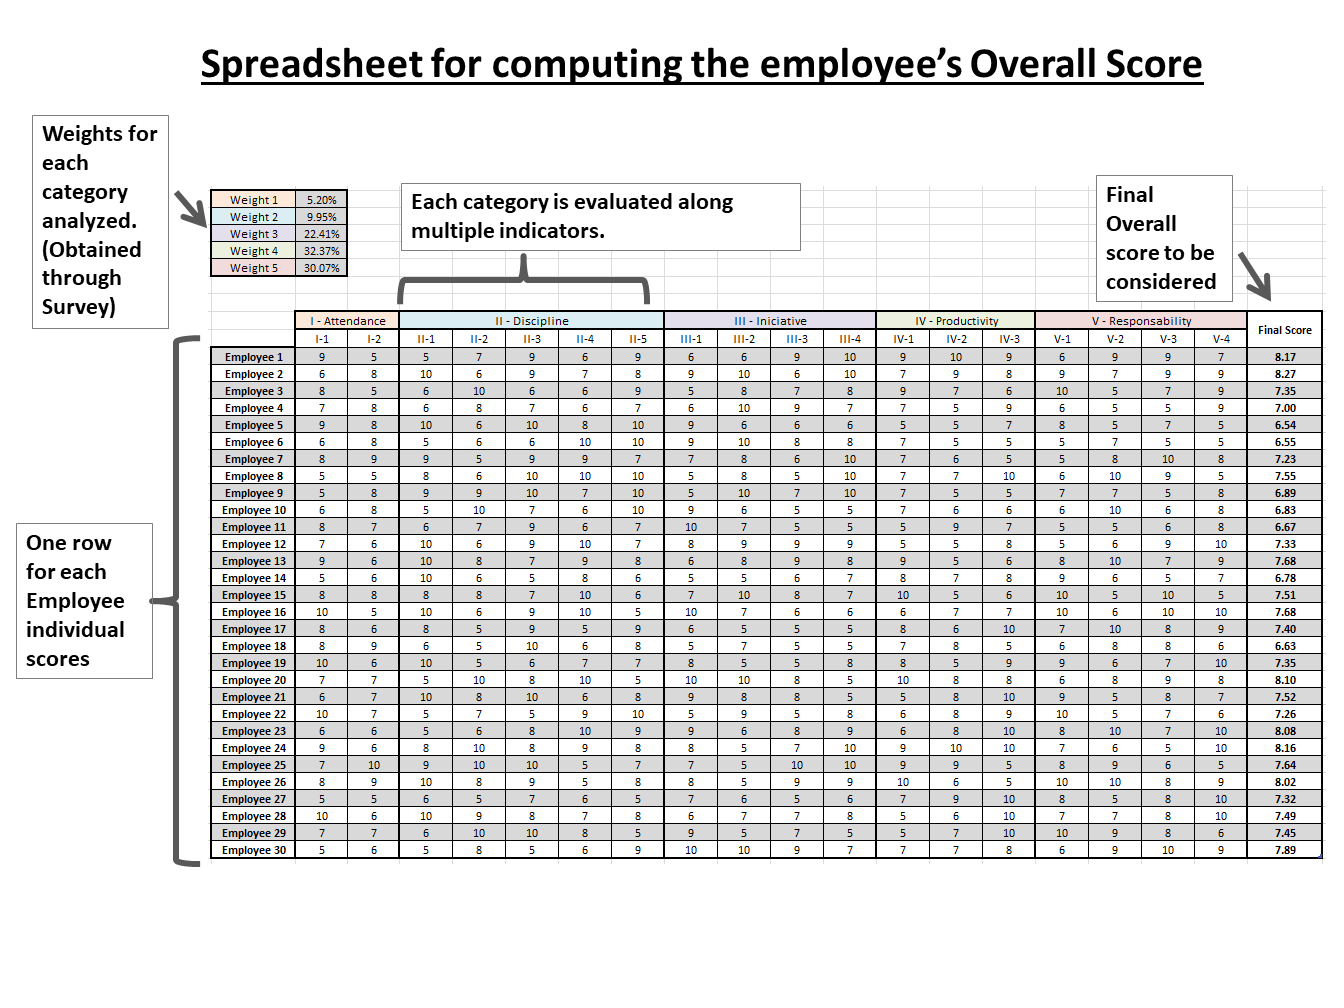 Spreadsheet for computing the employee's Overall Score
Weights for
each
category
analyzed.
(Obtained
through
Survey)
Weight 1 5.20%
Weight 2 9.95%
Weight 3 22.41%
Weight 4 32.37%
Weight 5 30.07%
Each category is evaluated along
multiple indicators.
Final
Overall
score to be
considered
I - Attendance II - Discipline III - Iniciative IV - Productivity V - Responsability Final Score
I-1 I-2 II-1 II-2 II-3 II-4 II-5 III-1 III-2 III-3 III-4 IV-1 IV-2 IV-3 V-1 V-2 V-3 V-4
Employee 1 9 5 5 7 9 6 9 6 6 9 10 9 10 9 6 9 9 7 8.17
Employee 2 6 8 10 6 9 7 8 9 10 6 10 7 9 8 9 7 9 9 8.27
Employee 3 8 5 6 10 6 6 9 5 8 7 8 9 7 6 10 5 7 9 7.35
Employee 4 7 8 6 8 7 6 7 6 10 9 7 7 5 9 6 5 5 9 7.00
Employee 5 9 8 10 6 10 8 10 9 6 6 6 5 5 7 8 5 7 5 6.54
Employee 6 6 8 5 6 6 10 10 9 10 8 8 7 5 5 5 7 5 5 6.55
Employee 7 8 9 9 5 9 9 7 7 8 6 10 7 6 5 5 8 10 8 7.23
Employee 8 5 5 8 6 10 10 10 5 8 5 10 7 7 10 6 10 9 5 7.55
Employee 9 5 8 9 9 10 7 10 5 10 7 10 7 5 5 7 7 5 8 6.89
Employee 10 6 8 5 10 7 6 10 9 6 5 5 7 6 6 6 10 6 8 6.83
Employee 11 8 7 6 7 9 6 7 10 7 5 5 5 9 7 5 5 6 8 6.67
Employee 12 7 6 10 6 9 10 7 8 9 9 9 5 5 8 5 6 9 10 7.33
Employee 13 9 6 10 8 7 9 8 6 8 9 8 9 5 6 8 10 7 9 7.68
Employee 14 5 6 10 6 5 8 6 5 5 6 7 8 7 8 9 6 5 7 6.78
Employee 15 8 8 8 8 7 10 6 7 10 8 7 10 5 6 10 5 10 5 7.51
Employee 16 10 5 10 6 9 10 5 10 7 6 6 6 7 7 10 6 10 10 7.68
Employee 17 8 6 8 5 9 5 9 6 5 5 5 8 6 10 7 10 8 9 7.40
Employee 18 8 9 6 5 10 6 8 5 7 5 5 7 8 5 6 8 8 6 6.63
Employee 19 10 6 10 5 6 7 7 8 5 5 8 8 5 9 9 6 7 10 7.35
Employee 20 7 7 5 10 8 10 5 10 10 8 5 10 8 8 6 8 9 8 8.10
Employee 21 6 7 10 8 10 6 8 9 8 8 5 5 8 10 9 5 8 7 7.52
Employee 22 10 7 5 7 5 9 10 5 9 5 8 6 8 9 10 5 7 6 7.26
Employee 23 6 6 5 6 8 10 9 9 6 8 9 6 8 10 8 10 7 10 8.08
Employee 24 9 6 8 10 8 9 8 8 5 7 10 9 10 10 7 6 5 10 8.16
Employee 25 7 10 9 10 10 5 7 7 5 10 10 9 9 5 8 9 6 5 7.64
Employee 26 8 9 10 8 9 5 8 8 5 9 9 10 6 5 10 10 8 9 8.02
Employee 27 5 5 6 5 7 6 5 7 6 5 6 7 9 10 8 5 8 10 7.32
Employee 28 10 6 10 9 8 7 8 6 7 7 8 5 6 10 7 7 8 10 7.49
Employee 29 7 7 6 10 10 8 5 9 5 7 5 5 7 10 10 9 8 6 7.45
Employee 30 5 6 5 8 5 6 9 10 10 9 7 7 7 8 6 9 10 9 7.89
One row
for each
Employee
individual
scores